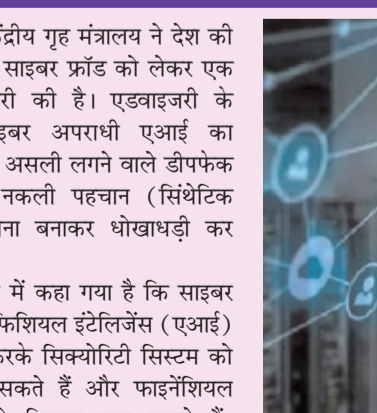 केंद्रीय गृह मंत्रालय ने देश की
साइबर फ्रॉड को लेकर एक
री की है। एडवाइजरी के
इबर अपराधी एआई का
असली लगने वाले डीपफेक
नकली पहचान (सिंथेटिक
ना बनाकर धोखाधड़ी कर
में कहा गया है कि साइबर
फिशियल इंटेलिजेंस (एआई)
रके सिक्योरिटी सिस्टम को
सकते हैं और फाइनेंशियल